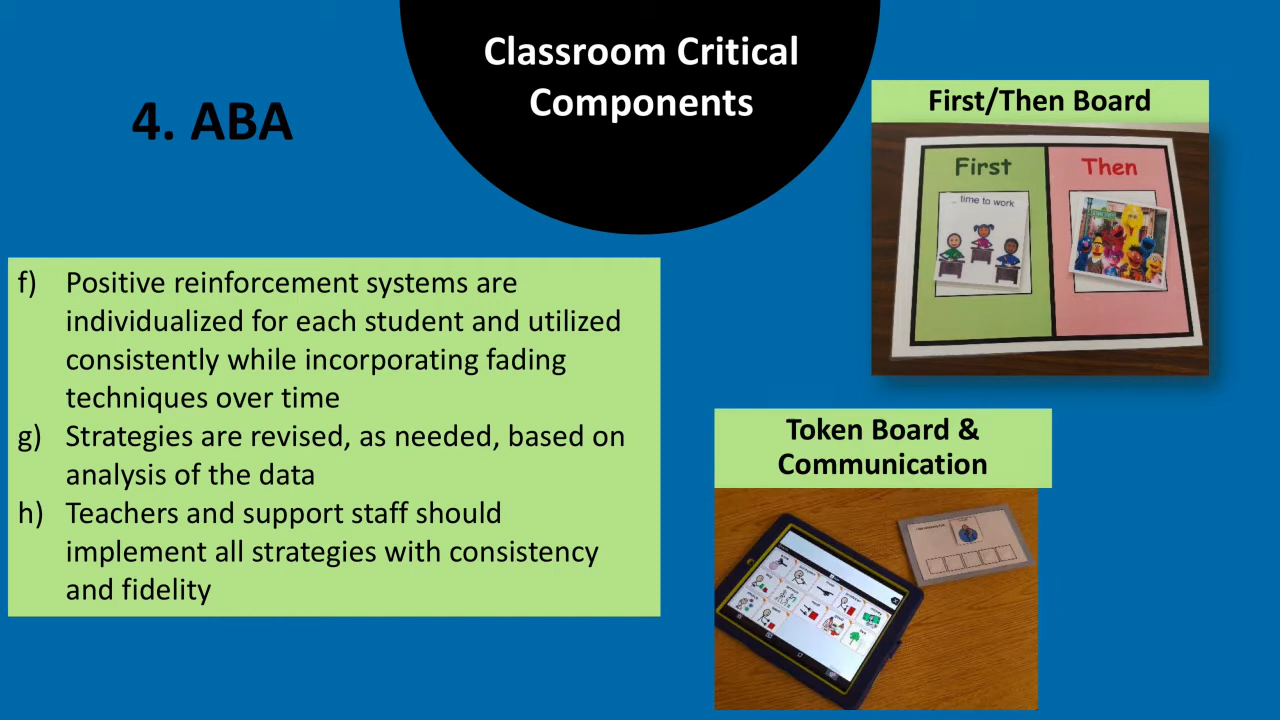 Classroom Critical
Components
4. ABA
First/Then Board
First
Then
time to work
f) Positive reinforcement systems are
individualized for each student and utilized
consistently while incorporating fading
techniques over time
g) Strategies are revised, as needed, based on
analysis of the data
h) Teachers and support staff should
implement all strategies with consistency
and fidelity
Token Board &
Communication